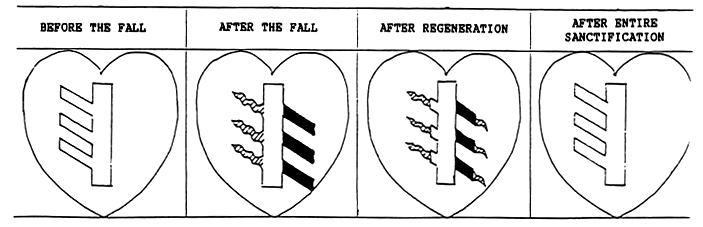 BEFORE THE FALL
AFTER THE FALL
AFTER REGENERATION
AFTER ENTIRE
SANCTIFICATION